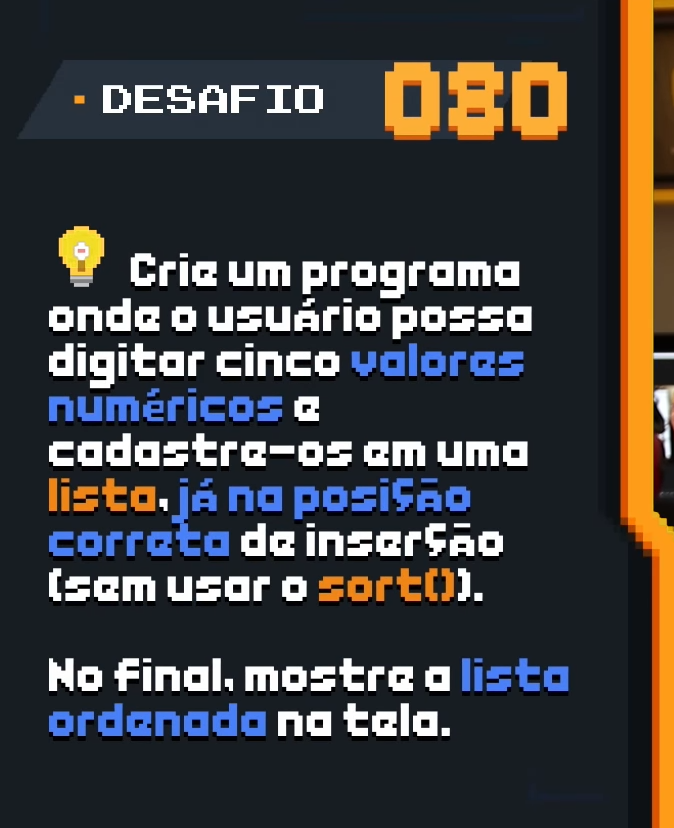 DESAFIO 080
Crie um programa
onde o usuário possa
digitar cinco valores
numéricos e
cadastre-os em uma
lista, já na posição
correta de inserção
(sem usar o sort()).
No final, mostre a lista
ordenada na tela.